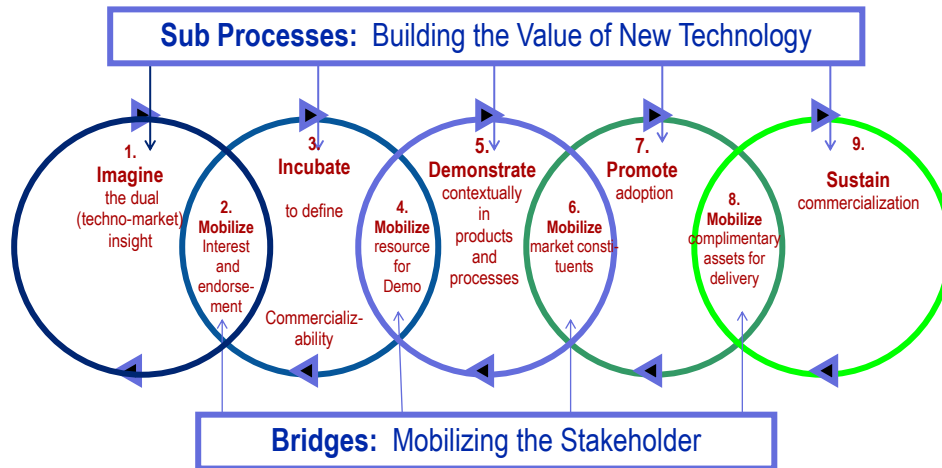 Sub Processes: Building the Value of New Technology
1.
Imagine
the dual
(techno-market)
insight
2.
Mobilize
Interest
and
endorse-
ment
3.
Incubate
to define
Commercializ-
ability
4.
Mobilize
resource
for
Demo
5.
Demonstrate
contextually
in
products
and
processes
6.
Mobilize
market consti-
tuents
7.
Promote
adoption
8.
Mobilize
complimentary
assets for
delivery
9.
Sustain
commercialization
Bridges: Mobilizing the Stakeholder